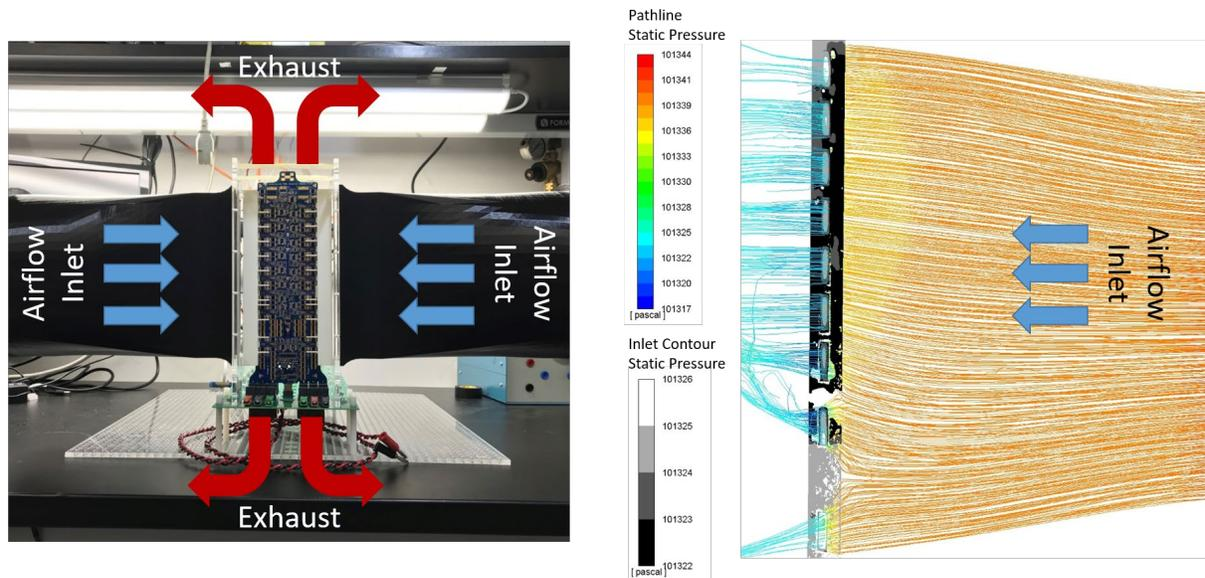 Exhaust
Airflow
Inlet
Airflow
Inlet
FORM
Exhaust
Pathline
Static Pressure
101344
101341
101339
101336
101333
101330
101328
101325
101322
101320
101317
[ pascal ]
Inlet Contour
Static Pressure
101326
101325
101324
101323
101322
[ pascal ]
Airflow
Inlet